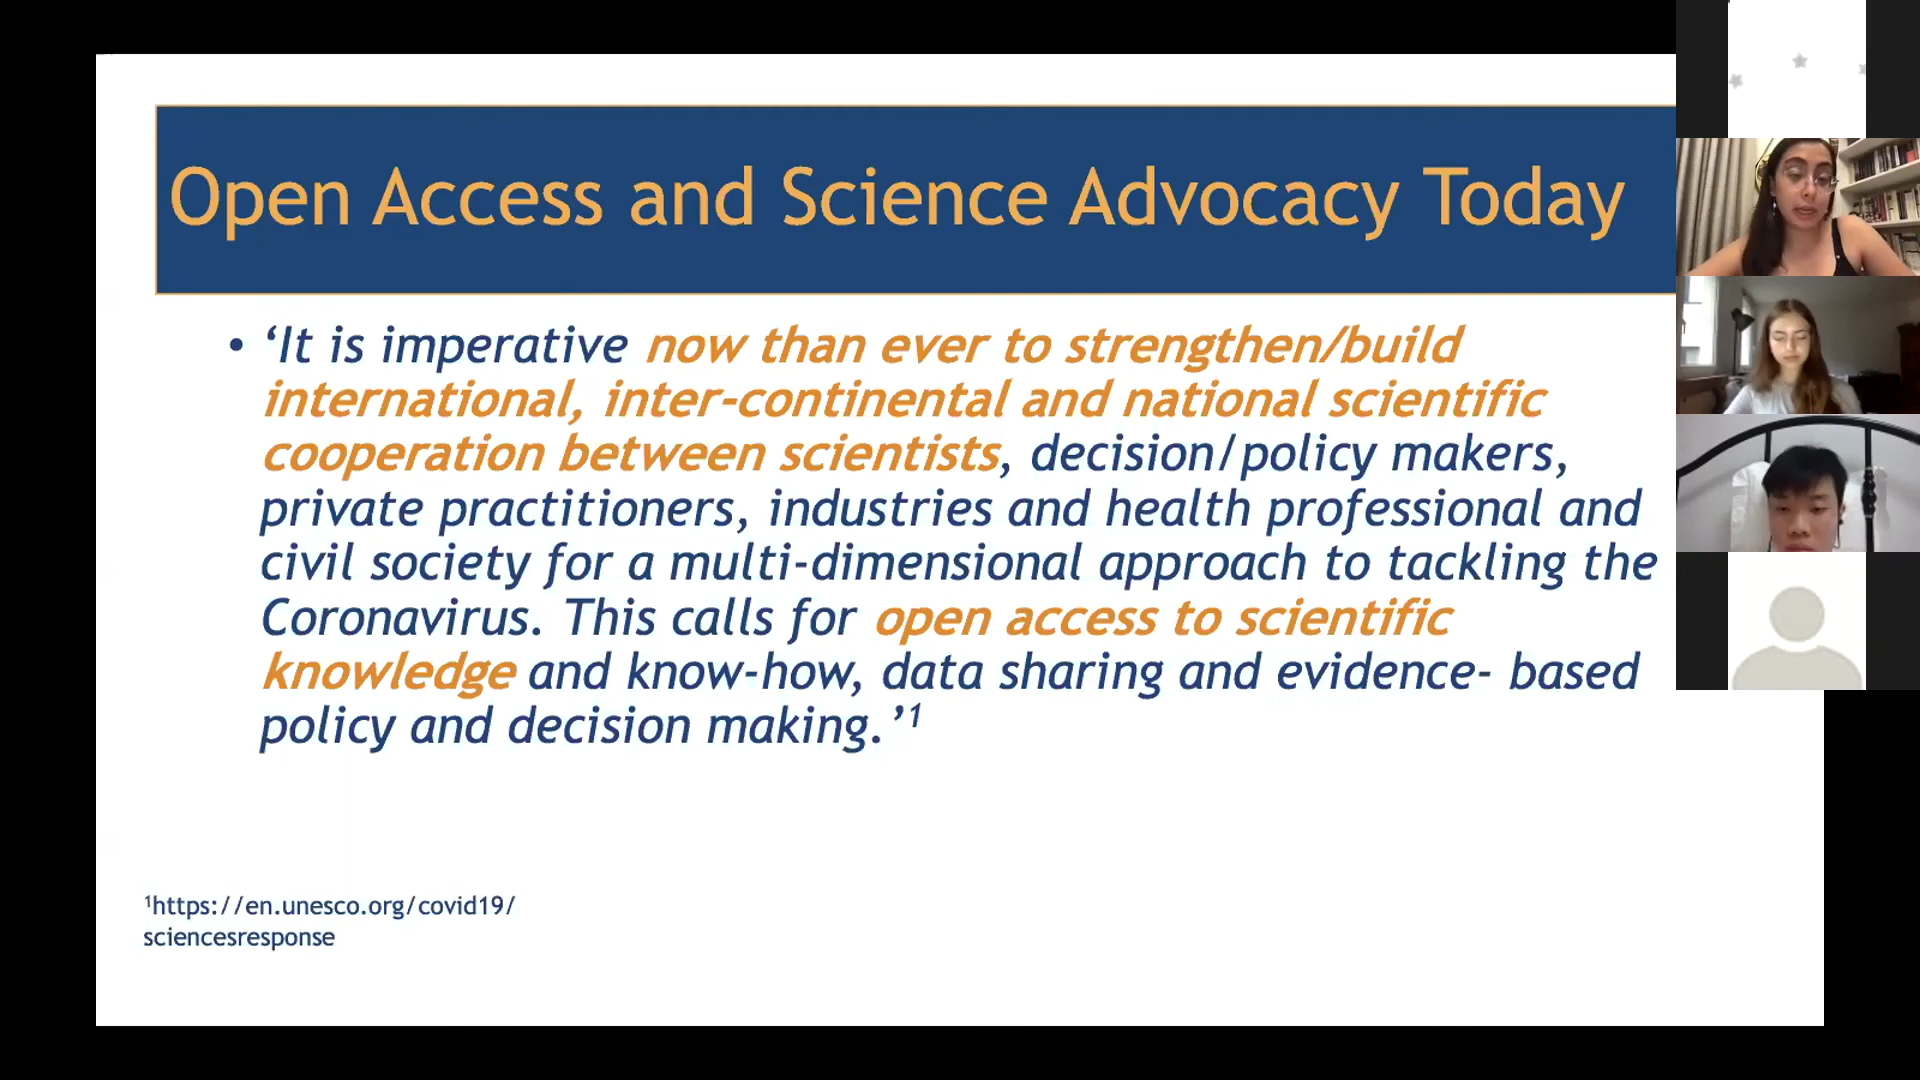 Open Access and Science Advocacy Today
• ‘It is imperative now than ever to strengthen/build
international, inter-continental and national scientific
cooperation between scientists, decision/policy makers,
private practitioners, industries and health professional and
civil society for a multi-dimensional approach to tackling the
Coronavirus. This calls for open access to scientific
knowledge and know-how, data sharing and evidence- based
policy and decision making.’¹
¹https://en.unesco.org/covid19/
sciencesresponse